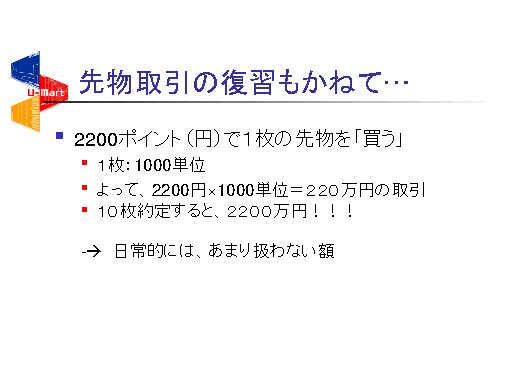 U-Mart
先物取引の復習もかねて…
2200ポイント(円)で1枚の先物を「買う」
1枚:1000単位
よって、2200円×1000単位=220万円の取引
10枚約定すると、2200万円!!!
-→ 日常的には、あまり扱わない額